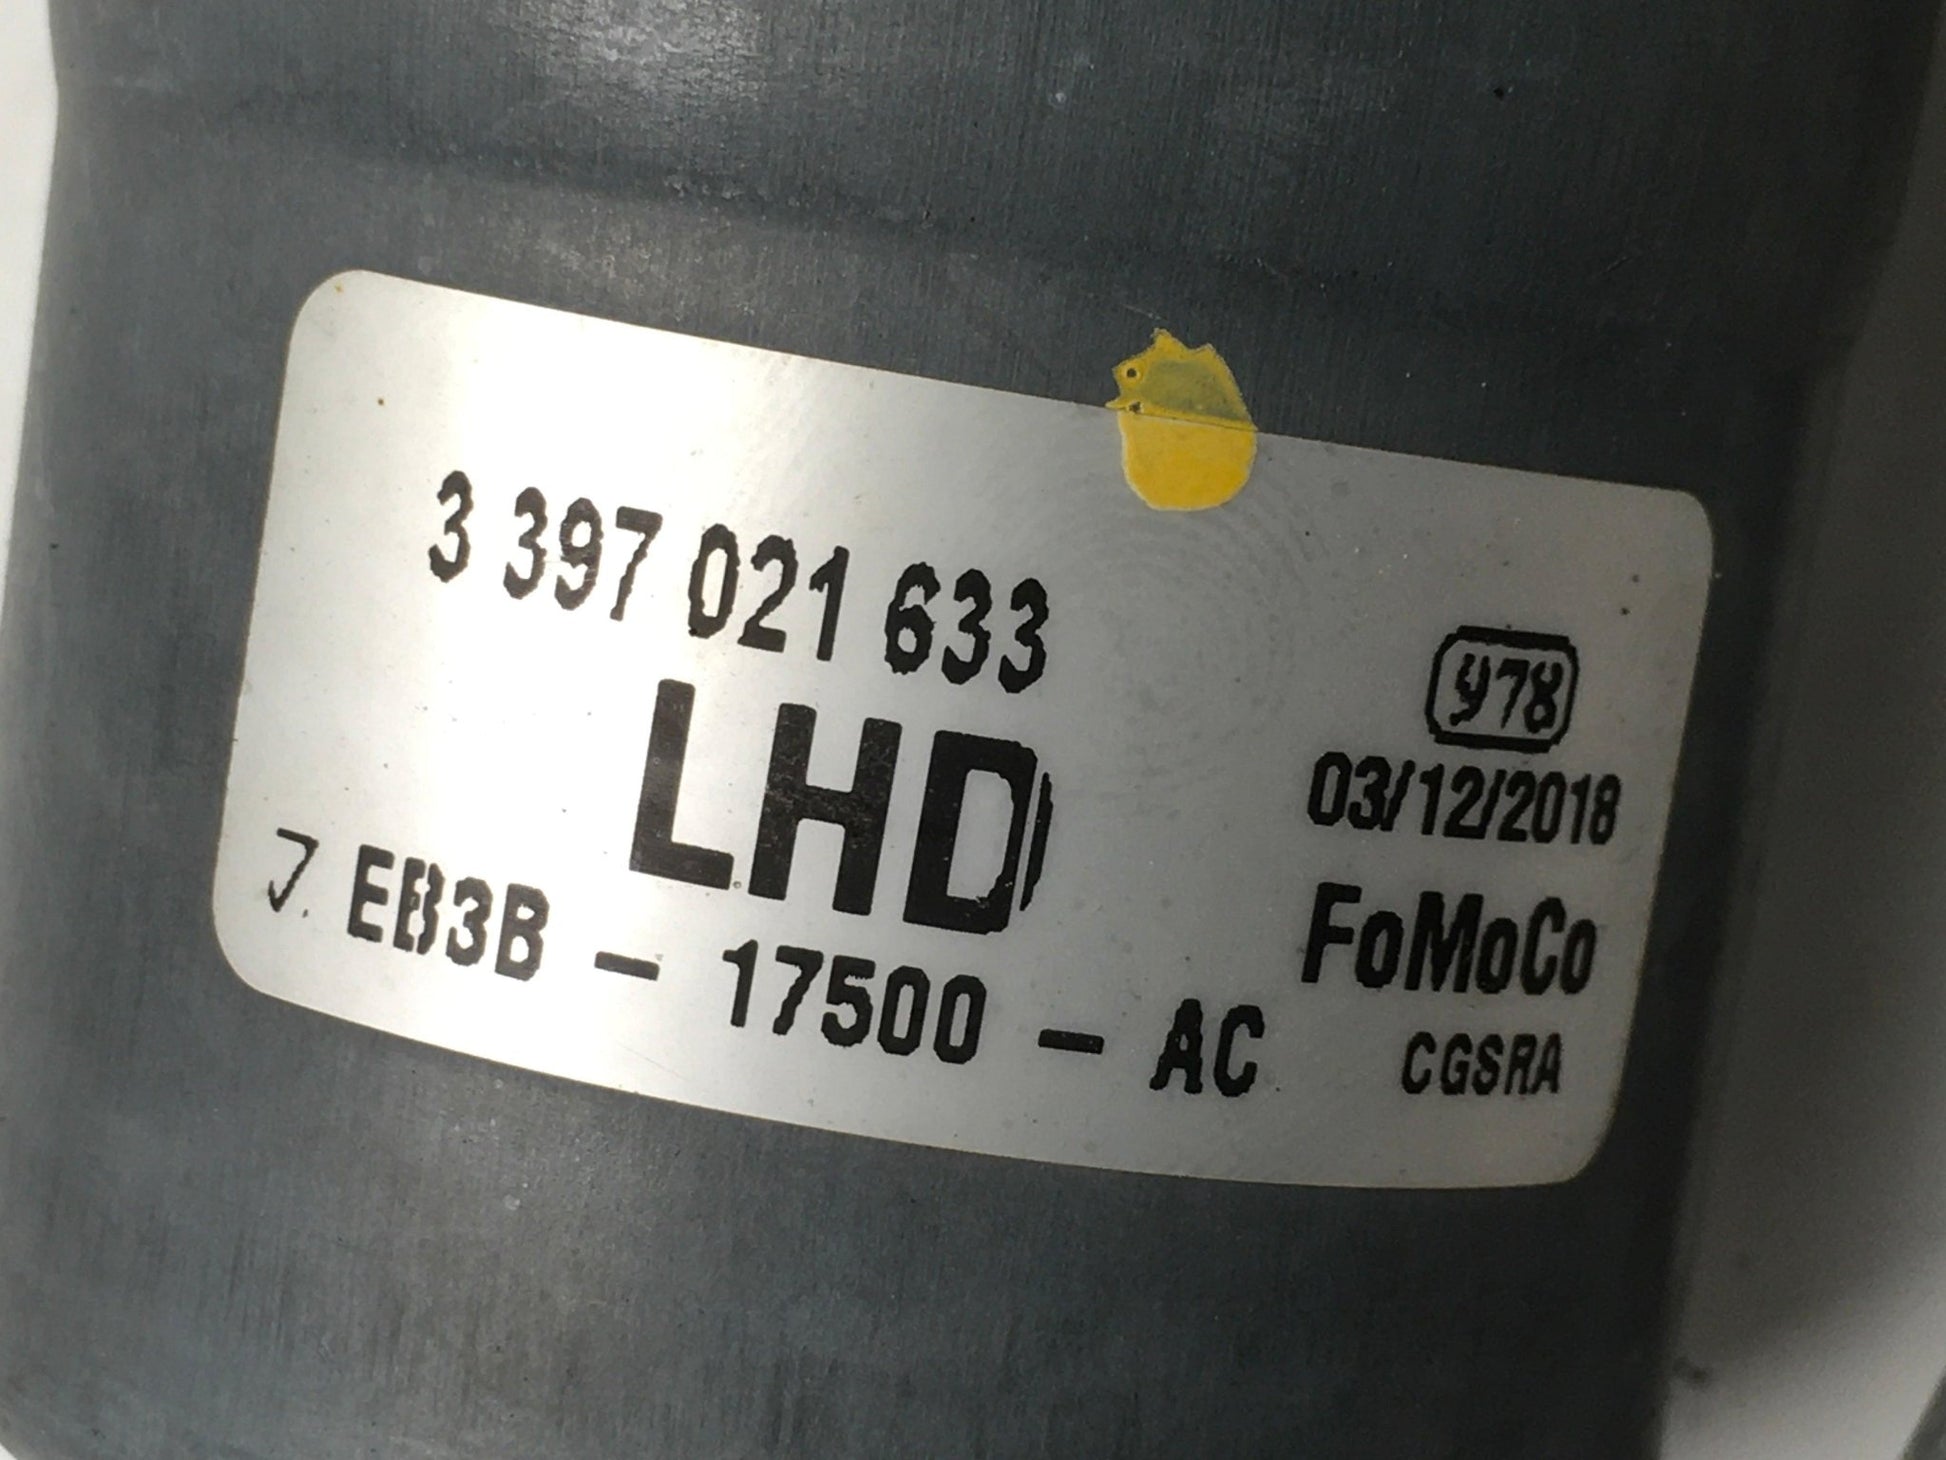 3 397 021 633
LHD
978
03/12/2018
FoMoCo
J. EB3B - 17500 - AC
CGSRA